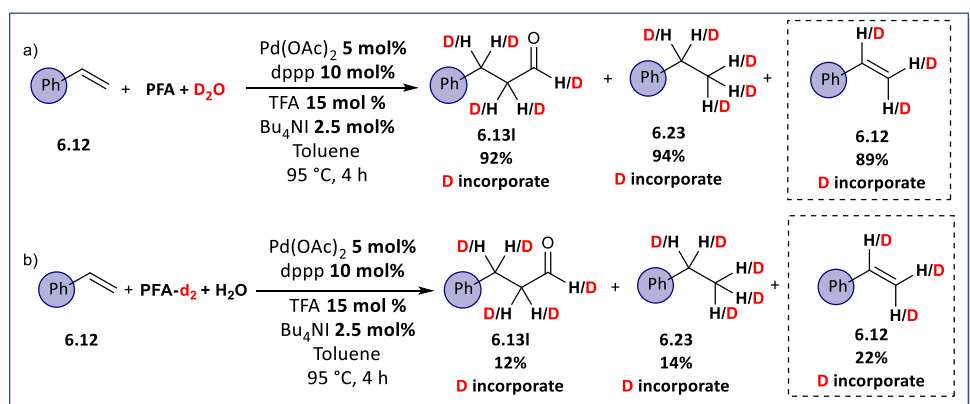 a)
Ph
6.12
+ PFA + D2O
Pd(OAc)2 5 mol%
dppp 10 mol%
TFA 15 mol %
Bu4NI 2.5 mol%
Toluene
95 °C, 4 h
D/H H/D O
Ph
H/D
D/H H/D
6.13l
92%
D incorporate
+
D/H H/D
Ph
H/D
H/D
H/D
6.23
94%
D incorporate
+
H/D
Ph
H/D
H/D
6.12
89%
D incorporate
b)
Ph
6.12
+ PFA-d2 + H2O
Pd(OAc)2 5 mol%
dppp 10 mol%
TFA 15 mol %
Bu4NI 2.5 mol%
Toluene
95 °C, 4 h
D/H H/D O
Ph
H/D
D/H H/D
6.13l
12%
D incorporate
+
D/H H/D
Ph
H/D
H/D
H/D
6.23
14%
D incorporate
+
H/D
Ph
H/D
H/D
6.12
22%
D incorporate